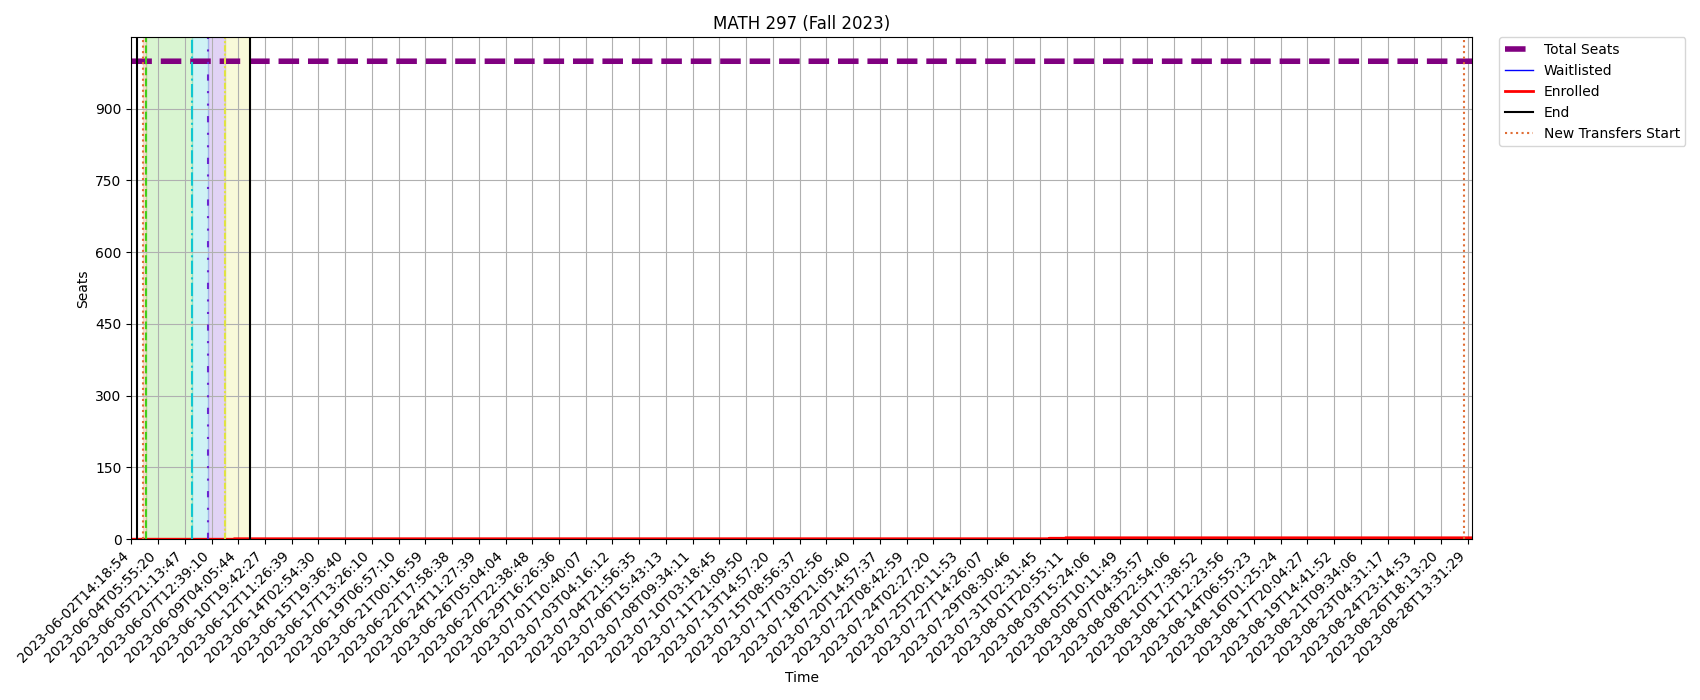 MATH 297 (Fall 2023)
Total Seats
Waitlisted
Enrolled
End
New Transfers Start
Seats
900
750
600
450
300
150
0
2023-06-02T14:18:54
2023-06-04T05:55:20
2023-06-05T21:13:47
2023-06-07T12:39:10
2023-06-09T04:05:44
2023-06-10T19:42:27
2023-06-12T11:26:39
2023-06-14T02:54:30
2023-06-15T19:36:40
2023-06-17T13:26:10
2023-06-19T06:57:10
2023-06-21T00:16:59
2023-06-22T17:58:38
2023-06-24T11:27:39
2023-06-26T05:04:04
2023-06-27T22:38:48
2023-06-29T16:26:36
2023-07-01T10:40:07
2023-07-03T04:16:12
2023-07-04T21:56:35
2023-07-06T15:43:13
2023-07-08T09:34:11
2023-07-10T03:18:45
2023-07-11T21:09:50
2023-07-13T14:57:20
2023-07-15T08:56:37
2023-07-17T03:02:56
2023-07-18T21:05:40
2023-07-20T14:57:37
2023-07-22T08:42:59
2023-07-24T02:27:20
2023-07-25T20:11:53
2023-07-27T14:26:07
2023-07-29T08:30:46
2023-07-31T02:31:45
2023-08-01T20:55:11
2023-08-03T15:24:06
2023-08-05T10:11:49
2023-08-07T04:35:57
2023-08-08T22:54:06
2023-08-10T17:38:52
2023-08-12T12:23:56
2023-08-14T06:55:23
2023-08-16T01:25:24
2023-08-17T20:04:27
2023-08-19T14:41:52
2023-08-21T09:34:06
2023-08-23T04:31:17
2023-08-24T23:14:53
2023-08-26T18:13:20
2023-08-28T13:31:29
Time